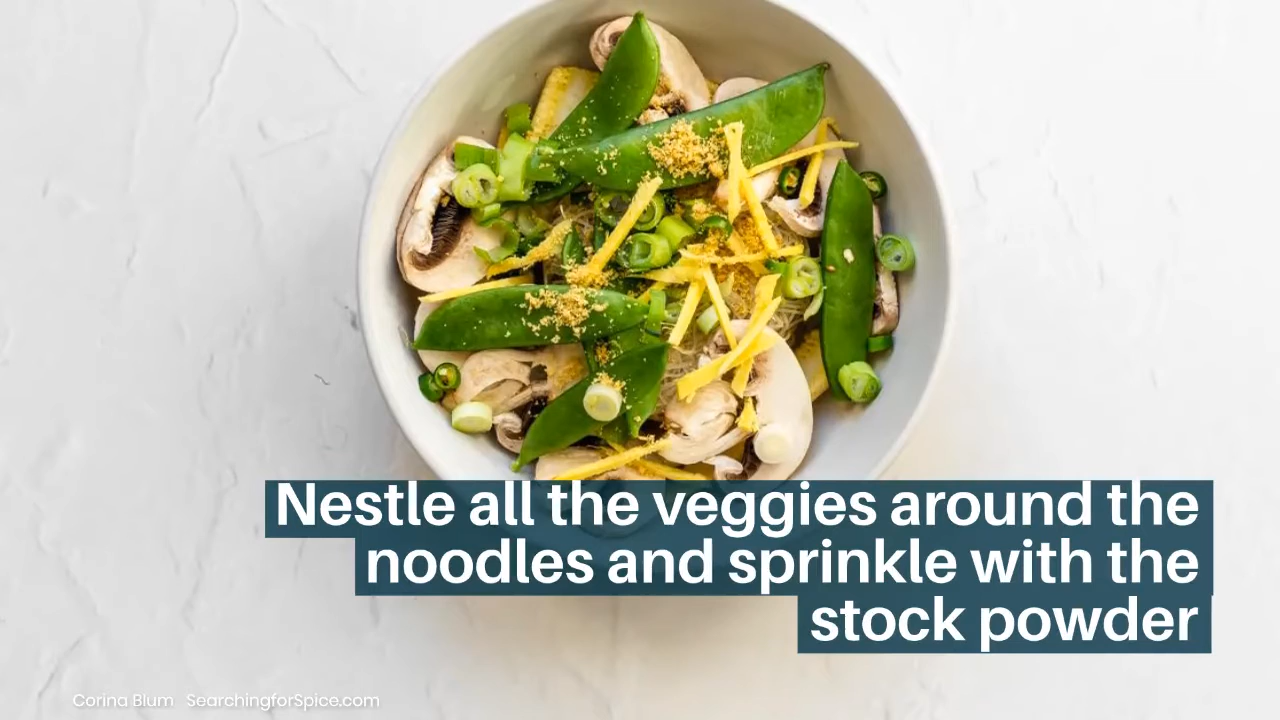 Nestle all the veggies around the
noodles and sprinkle with the
stock powder
Corina Blum SearchingforSpice.com